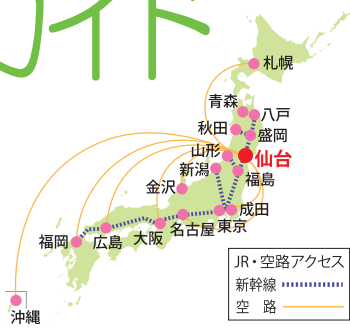 ガイド
札幌
青森
八戸
秋田
盛岡
山形
仙台
新潟
福島
金沢
成田
東京
名古屋
大阪
広島
福岡
沖縄
JR・空路アクセス
新幹線
空 路